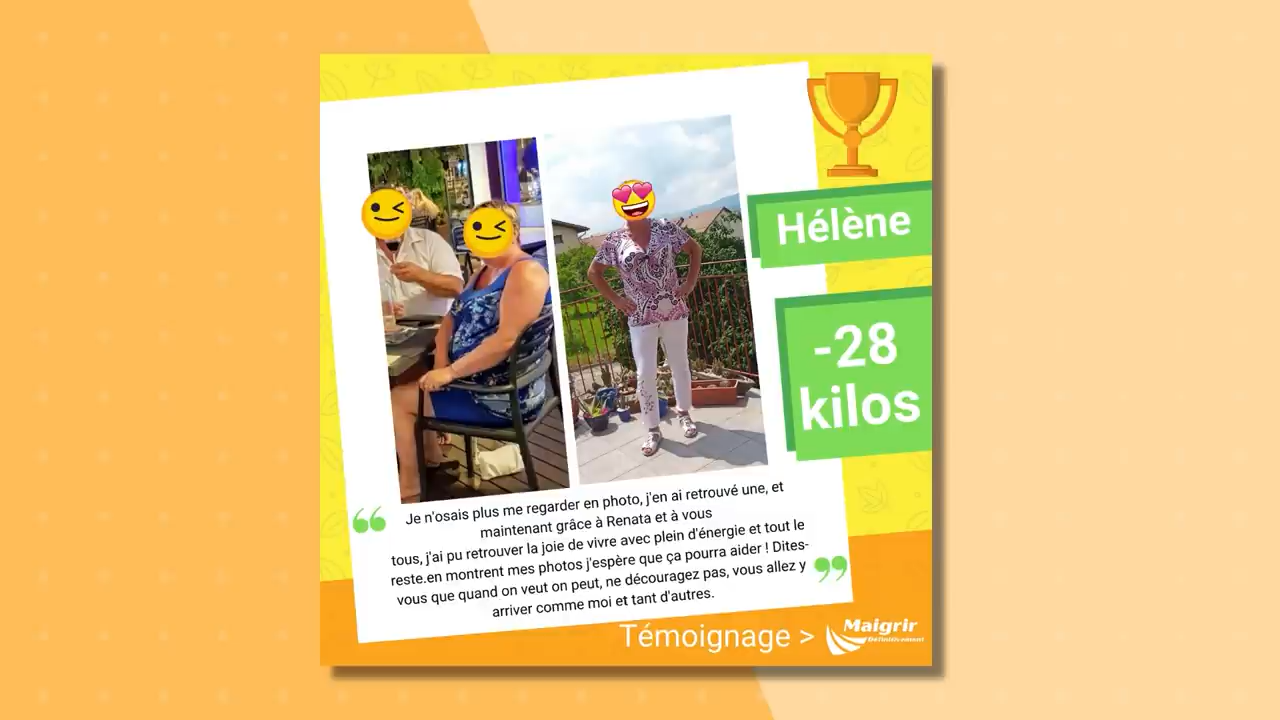 Hélène
-28
kilos
Je n'osais plus me regarder en photo, j'en ai retrouvé une, et
maintenant grâce à Renata et à vous
tous, j'ai pu retrouver la joie de vivre avec plein d'énergie et tout le
reste.en montrent mes photos j'espère que ça pourra aider ! Dites-
vous que quand on veut on peut, ne découragez pas, vous allez y
arriver comme moi et tant d'autres.
Témoignage >
Maigrir
Définitivement